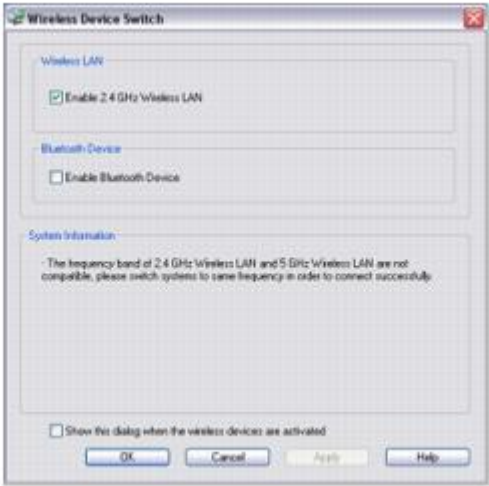 Wireless Device Switch
Wireless LAN
Enable 2.4 GHz Wireless LAN
Bluetooth Device
Enable Bluetooth Device
System Information
- The frequency band of 2.4 GHz Wireless LAN and 5 GHz Wireless LAN are not
compatible, please switch systems to same frequency in order to connect successfully.
Show this dialog when the wireless devices are activated
OK Cancel Apply Help